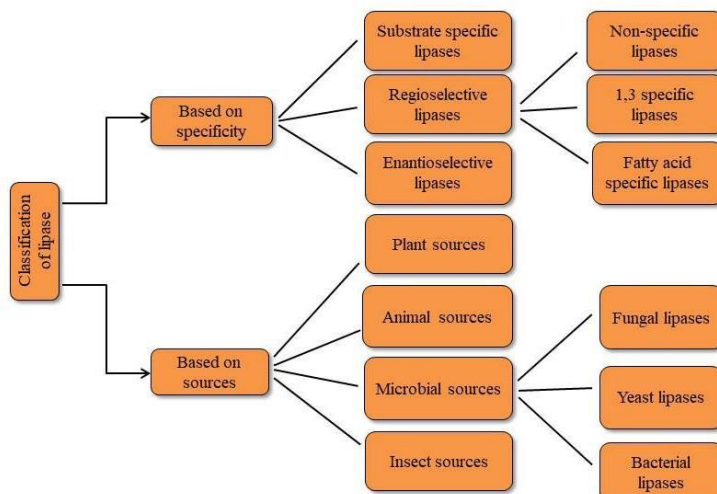 Classification
of lipase
Based on
specificity
Substrate specific
lipases
Regioselective
lipases
Enantioselective
lipases
Non-specific
lipases
1,3 specific
lipases
Fatty acid
specific lipases
Based on
sources
Plant sources
Animal sources
Microbial sources
Insect sources
Fungal lipases
Yeast lipases
Bacterial
lipases